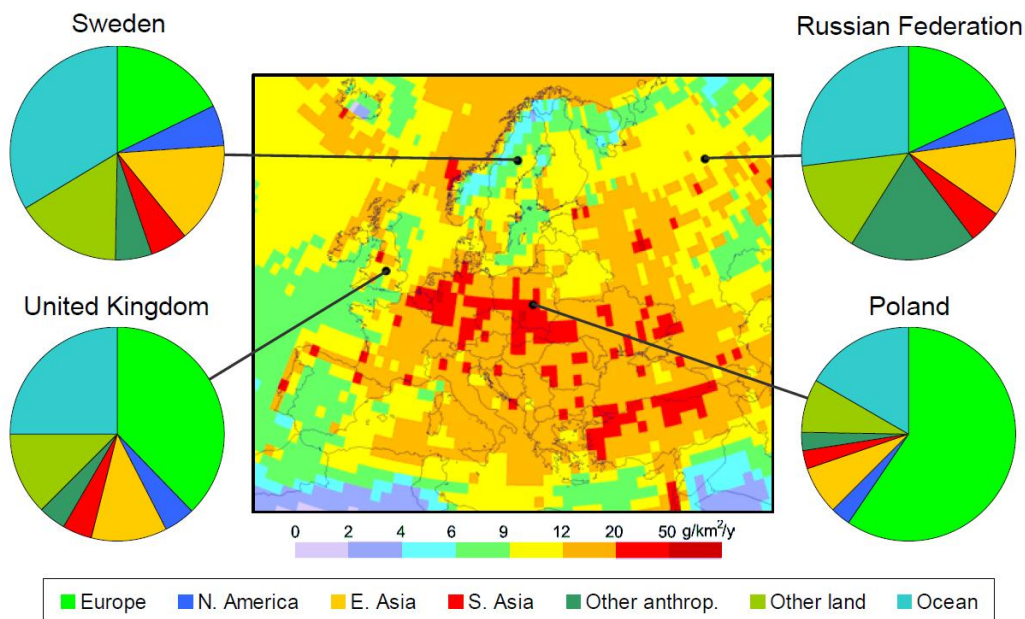 Sweden
Russian Federation
United Kingdom
Poland
0 2 4 6 9 12 20 50 g/km²/y
Europe N. America E. Asia S. Asia Other anthrop. Other land Ocean